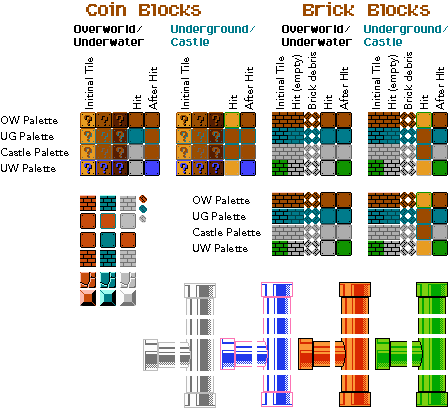 Coin Blocks
Brick Blocks
Overworld/
Underwater
Underground/
Castle
Overworld/
Underwater
Underground/
Castle
Initinal Tile
Hit
After Hit
Initinal Tile
Hit
After Hit
Initinal Tile
Hit (empty)
Brick debris
Hit
After HIt
Initinal Tile
Hit (empty)
Brick debris
Hit
After HIt
OW Palette
UG Palette
Castle Palette
UW Palette
OW Palette
UG Palette
Castle Palette
UW Palette